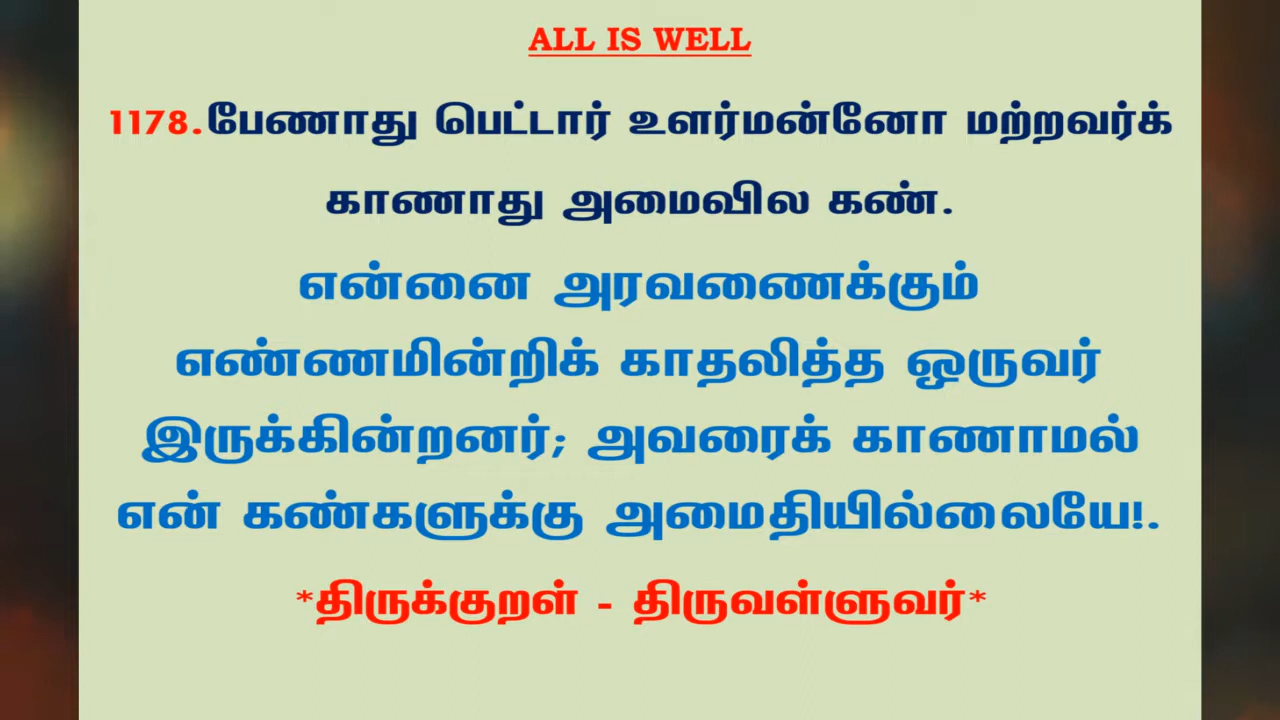 ALL IS WELL
1178.பேணாது பெட்டார் உளர்மன்னோ மற்றவர்க்
காணாது அமைவில கண்.
என்னை அரவணைக்கும்
எண்ணமின்றிக் காதலித்த ஒருவர்
இருக்கின்றனர்; அவரைக் காணாமல்
என் கண்களுக்கு அமைதியில்லையே!.
*திருக்குறள் - திருவள்ளுவர்*